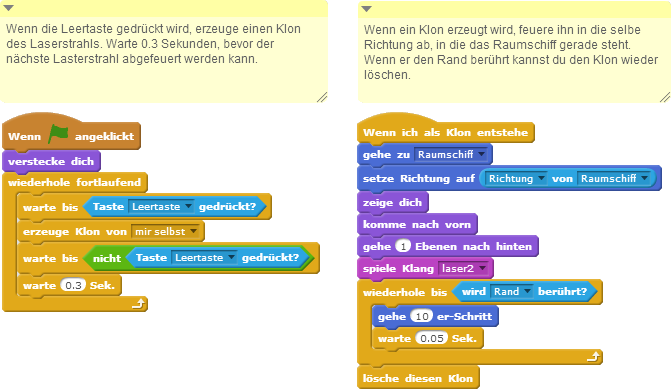 Wenn die Leertaste gedrückt wird, erzeuge einen Klon
des Laserstrahls. Warte 0.3 Sekunden, bevor der
nächste Lasterstrahl abgefeuert werden kann.
Wenn angeklickt
verstecke dich
wiederhole fortlaufend
warte bis Taste Leertaste gedrückt?
erzeuge Klon von mir selbst
warte bis nicht Taste Leertaste gedrückt?
warte 0.3 Sek.
Wenn ein Klon erzeugt wird, feuere ihn in die selbe
Richtung ab, in die das Raumschiff gerade steht.
Wenn er den Rand berührt kannst du den Klon wieder
löschen.
Wenn ich als Klon entstehe
gehe zu Raumschiff
setze Richtung auf Richtung von Raumschiff
zeige dich
komme nach vorn
gehe 1 Ebenen nach hinten
spiele Klang laser2
wiederhole bis wird Rand berührt?
gehe 10 er-Schritt
warte 0.05 Sek.
lösche diesen Klon